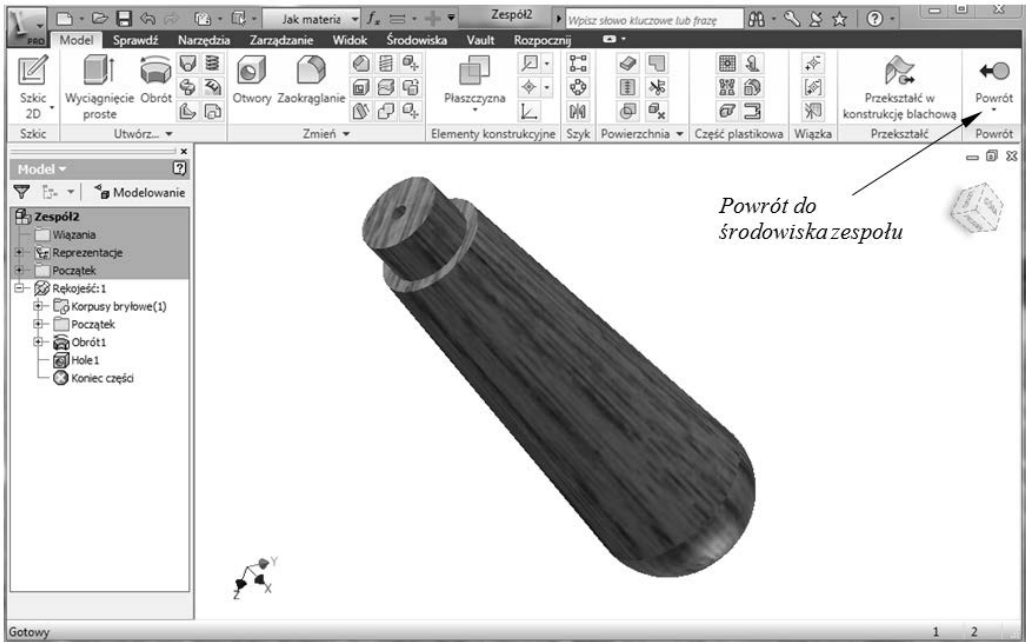 PRO
Jak materia
fx
Zespół2
Wpisz słowo kluczowe lub frazę
Model Sprawdź Narzędzia Zarządzanie Widok Środowiska Vault Rozpocznij
Szkic 2D
Wyciągnięcie proste
Obrót
Otwory
Zaokrąglanie
Płaszczyzna
Przekształć w konstrukcję blachową
Powrót
Szkic
Utwórz...
Zmień
Elementy konstrukcyjne
Szyk
Powierzchnia
Część plastikowa
Wiązka
Przekształć
Powrót
Model
Modelowanie
Zespół2
Wiązania
Reprezentacje
Początek
Rękojeść:1
Korpusy bryłowe(1)
Początek
Obrót1
Hole1
Koniec części
Powrót do
środowiska zespołu
Y
Z
X
Gotowy
1 2